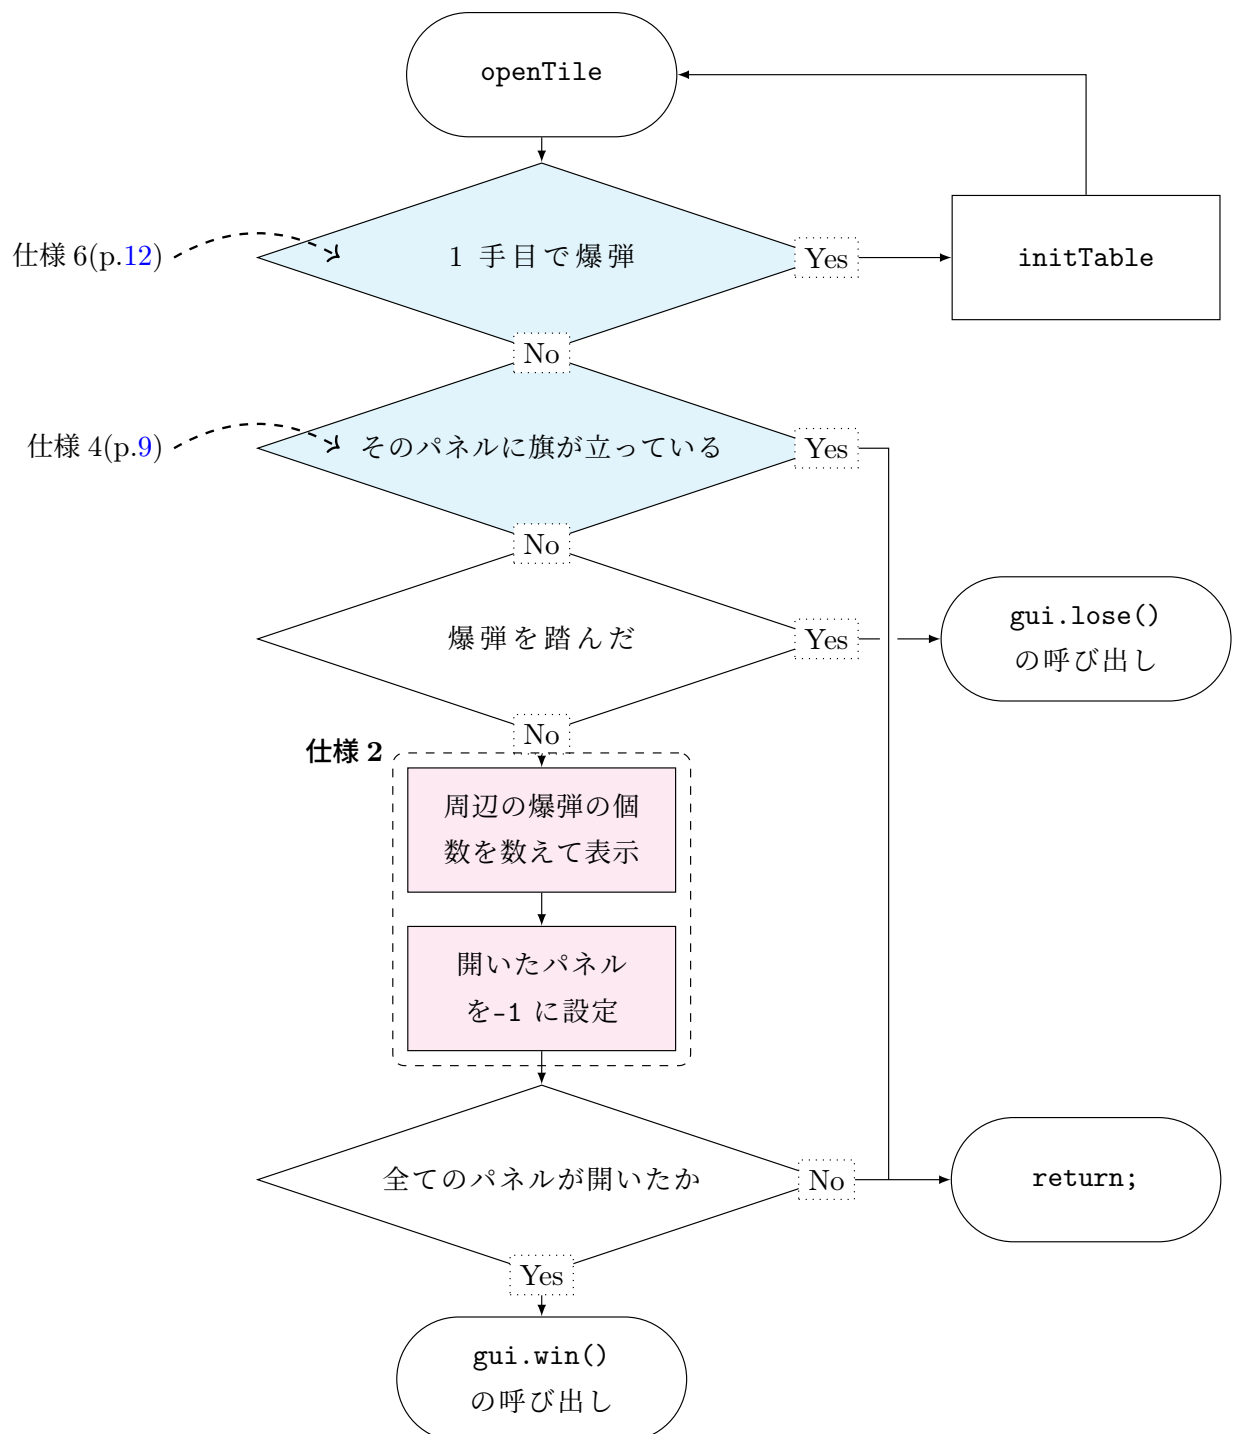 openTile
仕様 6(p.12)
1 手目で爆弾
Yes
initTable
No
仕様 4(p.9)
そのパネルに旗が立っている
Yes
No
爆弾を踏んだ
Yes
gui.lose()
の呼び出し
No
仕様 2
周辺の爆弾の個
数を数えて表示
開いたパネル
を-1 に設定
全てのパネルが開いたか
No
return;
Yes
gui.win()
の呼び出し